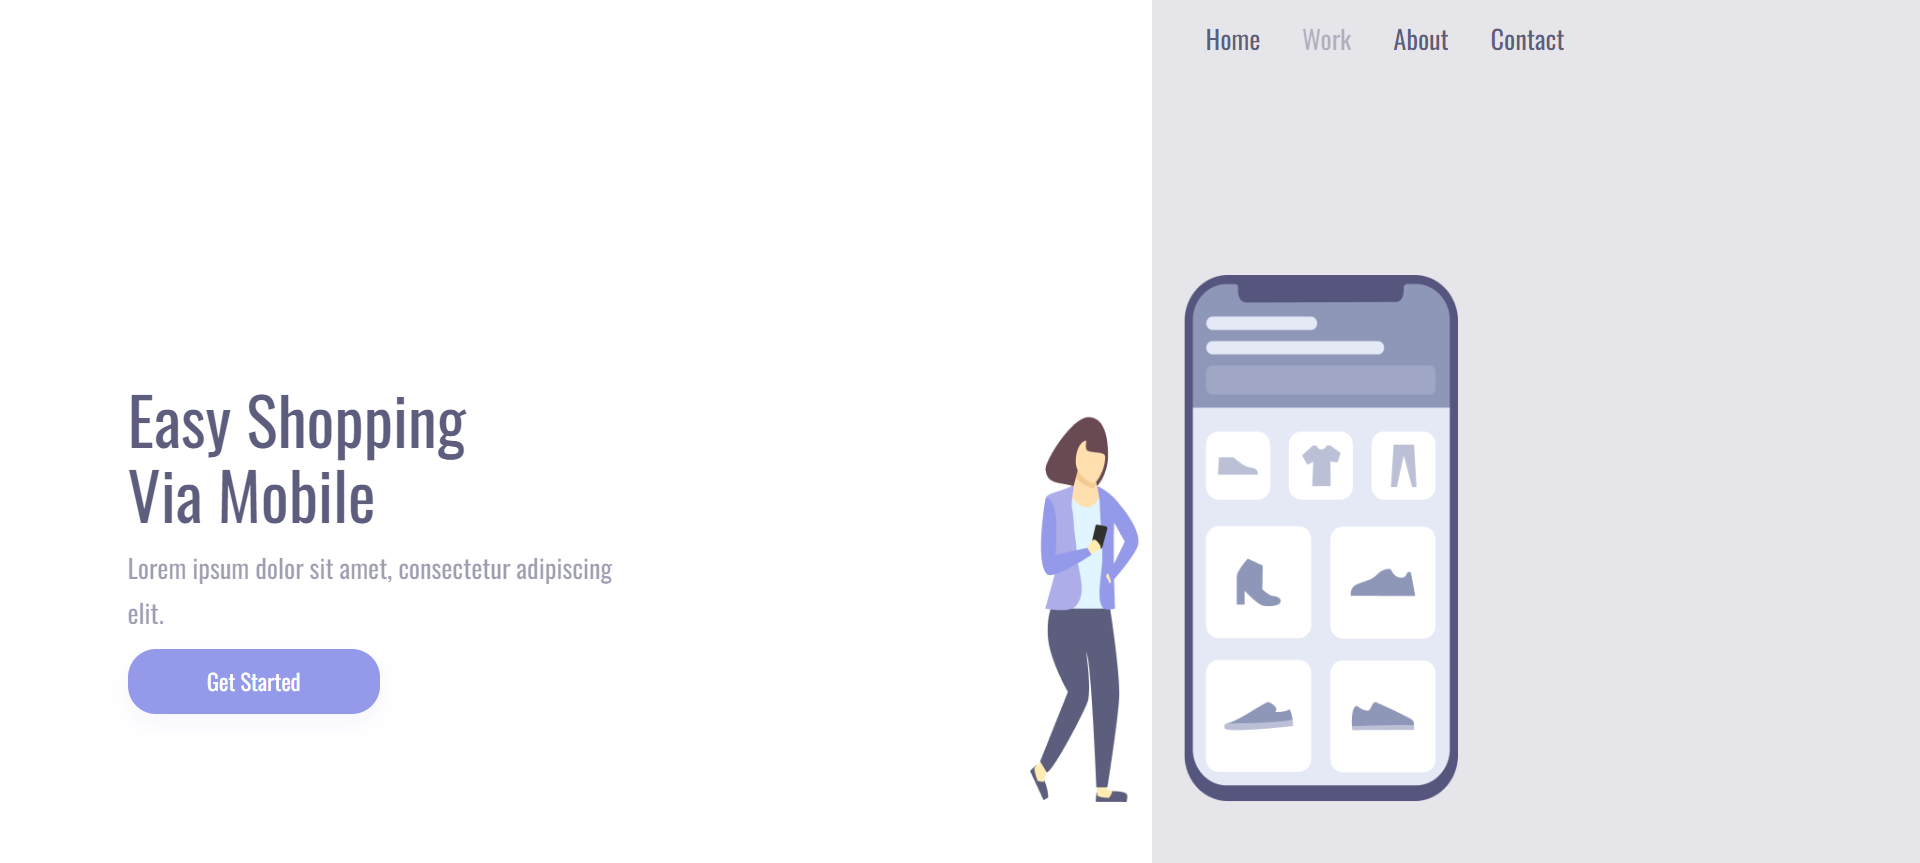 Home Work About Contact
Easy Shopping
Via Mobile
Lorem ipsum dolor sit amet, consectetur adipiscing
elit.
Get Started